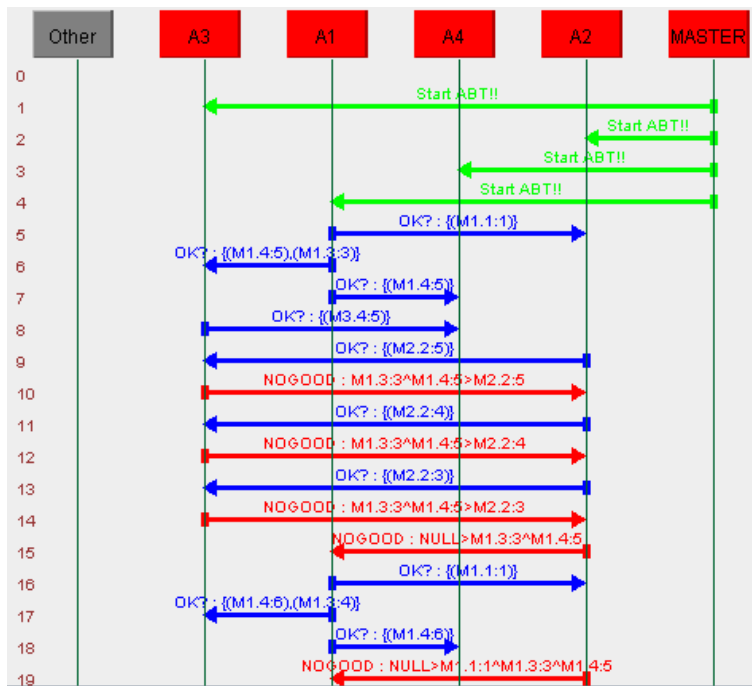 Other A3 A1 A4 A2 MASTER
0
1 Start ABT!!
2 Start ABT!!
3 Start ABT!!
4 Start ABT!!
5 OK? : {(M1.1:1)}
6 OK? : {(M1.4:5),(M1.3:3)}
7 OK? : {(M1.4:5)}
8 OK? : {(M3.4:5)}
9 OK? : {(M2.2:5)}
10 NOGOOD : M1.3:3^M1.4:5>M2.2:5
11 OK? : {(M2.2:4)}
12 NOGOOD : M1.3:3^M1.4:5>M2.2:4
13 OK? : {(M2.2:3)}
14 NOGOOD : M1.3:3^M1.4:5>M2.2:3
15 NOGOOD : NULL>M1.3:3^M1.4:5
16 OK? : {(M1.1:1)}
17 OK? : {(M1.4:6),(M1.3:4)}
18 OK? : {(M1.4:6)}
19 NOGOOD : NULL>M1.1:1^M1.3:3^M1.4:5